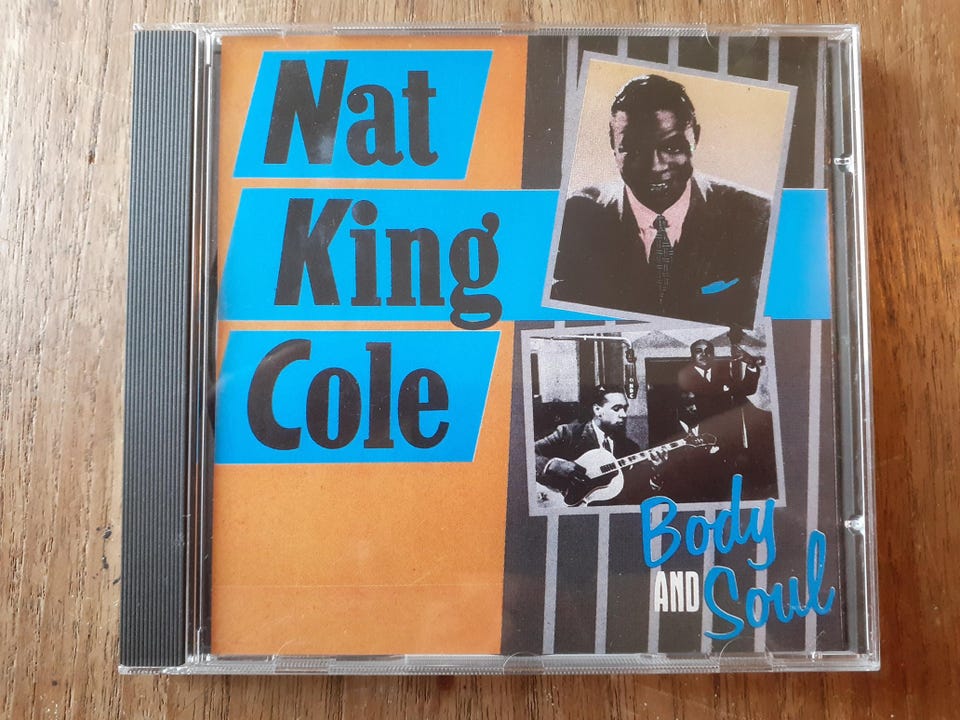 Nat
King
Cole
Body
AND
Soul